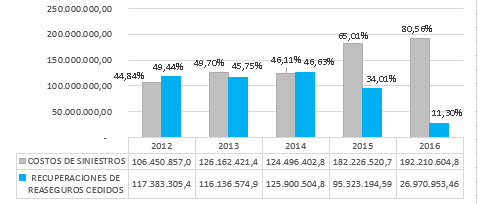 250.000.000,00
200.000.000,00
150.000.000,00
100.000.000,00
50.000.000,00
-
44,84% 49,44% 49,70% 45,75% 46,11% 46,63% 65,01% 34,01% 80,56% 11,30%
2012 2013 2014 2015 2016
COSTOS DE SINIESTROS 106.450.857,0 126.162.421,4 124.496.402,8 182.226.520,7 192.210.604,8
RECUPERACIONES DE
REASEGUROS CEDIDOS 117.383.305,4 116.136.574,9 125.900.504,8 95.323.194,59 26.970.953,46